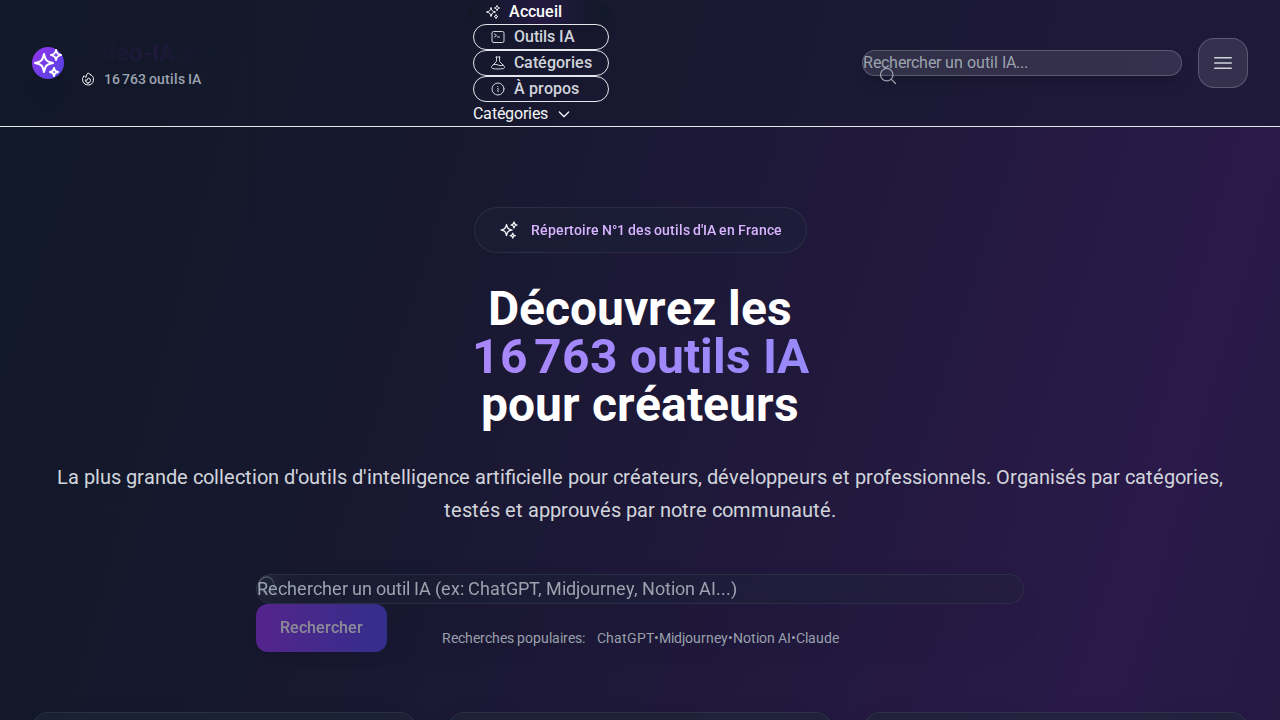 16 763 outils IA
Accueil
Outils IA
Catégories
À propos
Catégories
Rechercher un outil IA...
Répertoire N°1 des outils d'IA en France
Découvrez les
16 763 outils IA
pour créateurs
La plus grande collection d'outils d'intelligence artificielle pour créateurs, développeurs et professionnels. Organisés par catégories,
testés et approuvés par notre communauté.
Rechercher un outil IA (ex: ChatGPT, Midjourney, Notion AI...)
Rechercher
Recherches populaires: ChatGPT•Midjourney•Notion AI•Claude